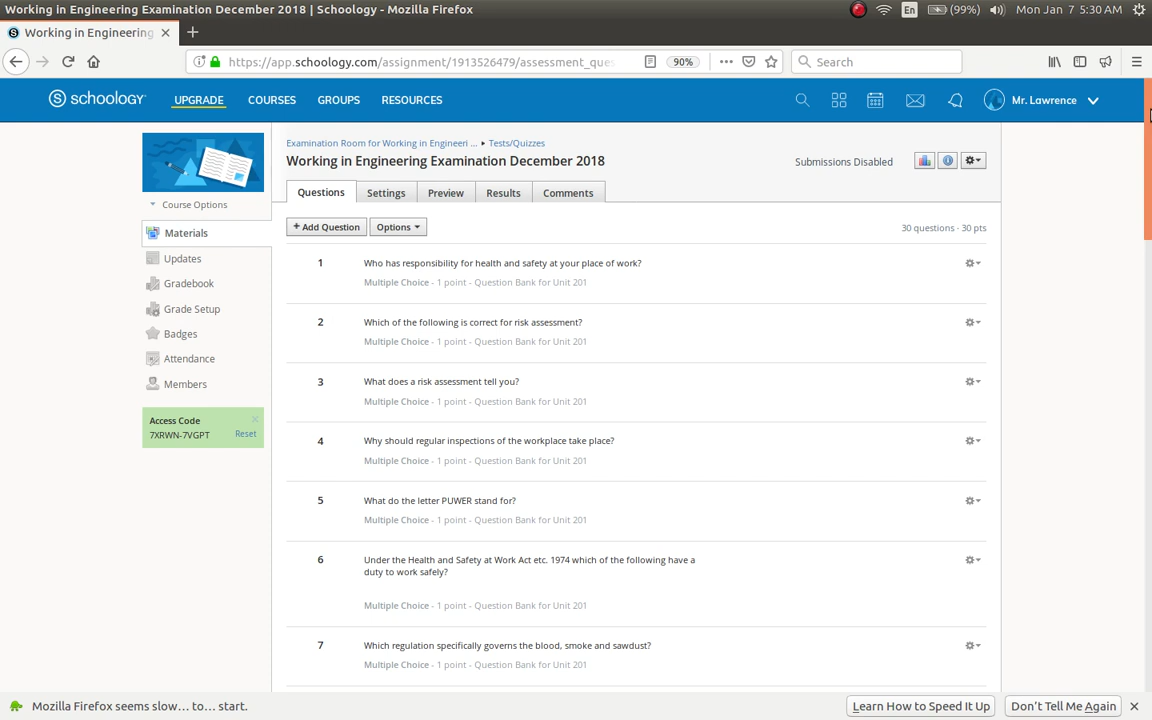 Working in Engineering Examination December 2018 | Schoology - Mozilla Firefox
En (99%) Mon Jan 7 5:30 AM
Working in Engineering
https://app.schoology.com/assignment/1913526479/assessment_que
90%
Search
schoology
UPGRADE COURSES GROUPS RESOURCES
Mr. Lawrence
Course Options
Materials
Updates
Gradebook
Grade Setup
Badges
Attendance
Members
Access Code
7XRWN-7VGPT
Reset
Examination Room for Working in Engineeri ... ▸ Tests/Quizzes
Working in Engineering Examination December 2018
Submissions Disabled
Questions Settings Preview Results Comments
+ Add Question Options
30 questions · 30 pts
1 Who has responsibility for health and safety at your place of work?
Multiple Choice - 1 point - Question Bank for Unit 201
2 Which of the following is correct for risk assessment?
Multiple Choice - 1 point - Question Bank for Unit 201
3 What does a risk assessment tell you?
Multiple Choice - 1 point - Question Bank for Unit 201
4 Why should regular inspections of the workplace take place?
Multiple Choice - 1 point - Question Bank for Unit 201
5 What do the letter PUWER stand for?
Multiple Choice - 1 point - Question Bank for Unit 201
6 Under the Health and Safety at Work Act etc. 1974 which of the following have a
duty to work safely?
Multiple Choice - 1 point - Question Bank for Unit 201
7 Which regulation specifically governs the blood, smoke and sawdust?
Multiple Choice - 1 point - Question Bank for Unit 201
Mozilla Firefox seems slow… to… start.
Learn How to Speed It Up
Don't Tell Me Again